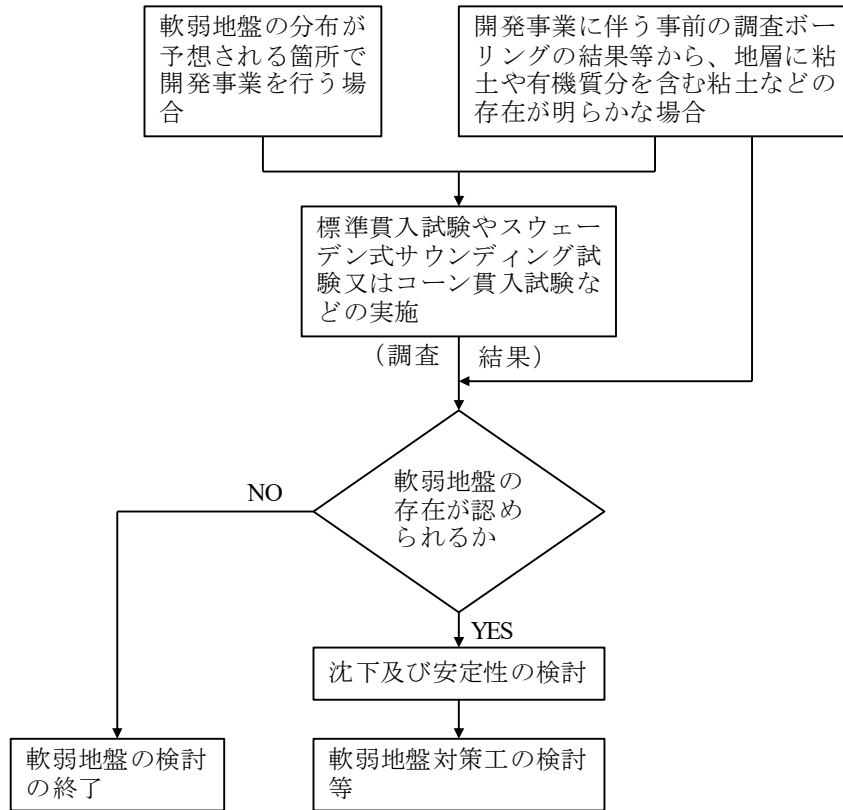 軟弱地盤の分布が
予想される箇所で
開発事業を行う場
合
開発事業に伴う事前の調査ボー
リングの結果等から、地層に粘
土や有機質分を含む粘土などの
存在が明らかな場合
標準貫入試験やスウェー
デン式サウンディング試
験又はコーン貫入試験な
どの実施
(調査 結果)
軟弱地盤の
存在が認め
られるか
NO
YES
沈下及び安定性の検討
軟弱地盤の検討
の終了
軟弱地盤対策工の検討
等